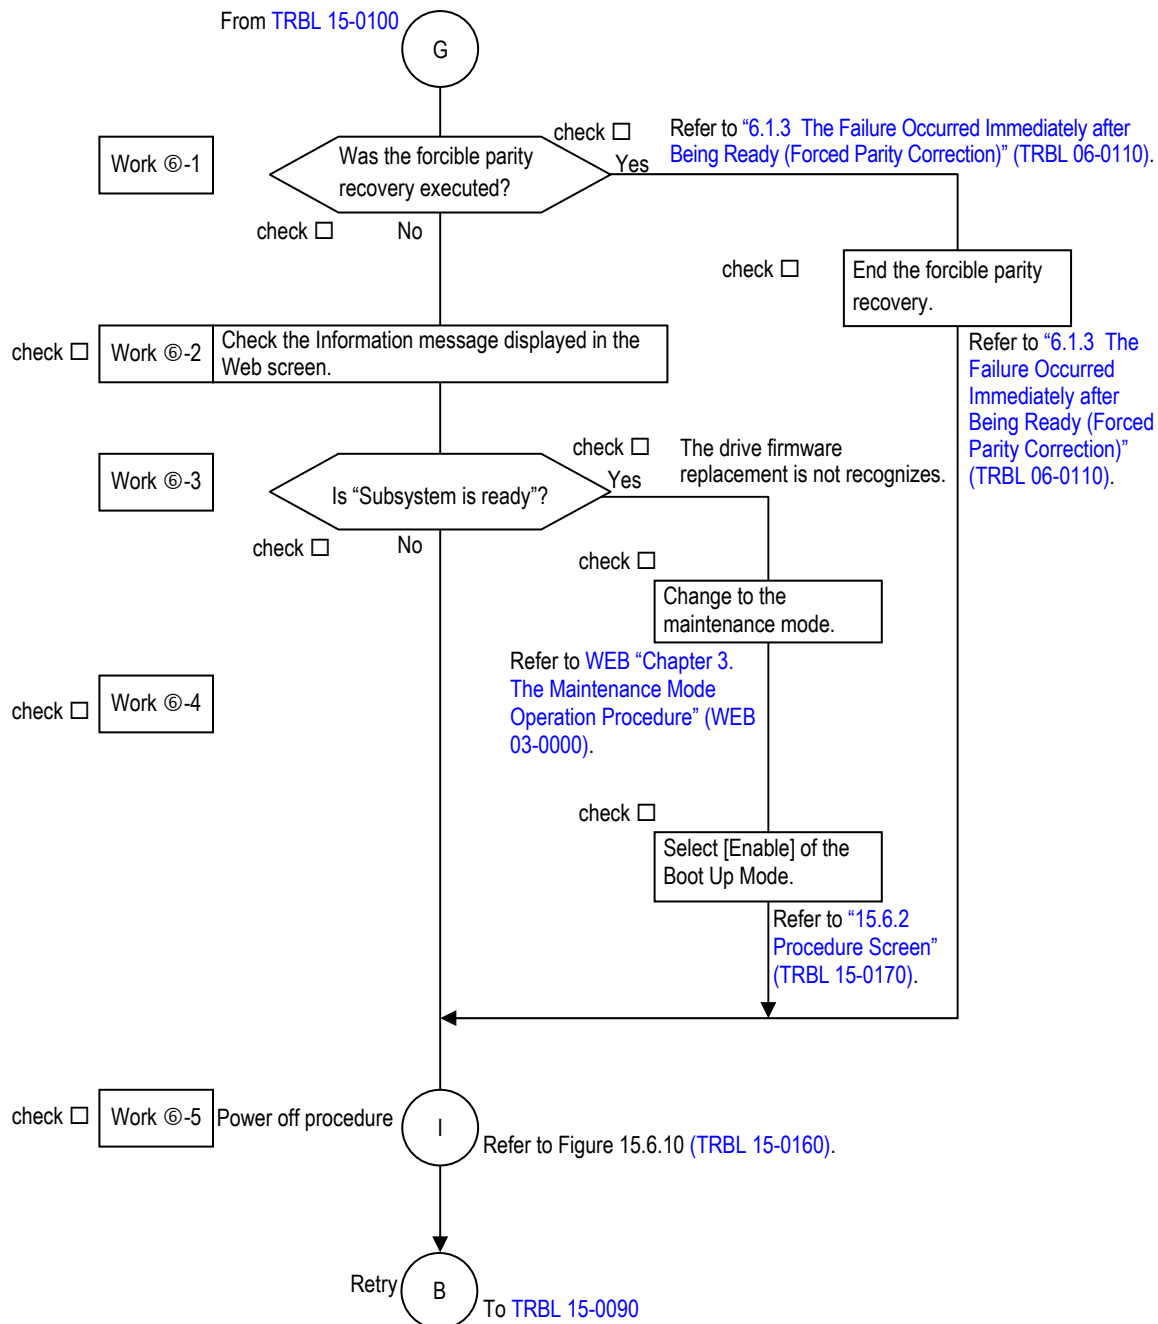 From TRBL 15-0100
G
Work ⑥-1
Was the forcible parity
recovery executed?
check ☐
Yes
Refer to “6.1.3  The Failure Occurred Immediately after
Being Ready (Forced Parity Correction)” (TRBL 06-0110).
check ☐
No
check ☐
End the forcible parity
recovery.
Refer to “6.1.3  The
Failure Occurred
Immediately after
Being Ready (Forced
Parity Correction)”
(TRBL 06-0110).
check ☐
Work ⑥-2
Check the Information message displayed in the
Web screen.
Work ⑥-3
Is “Subsystem is ready”?
check ☐
Yes
The drive firmware
replacement is not recognizes.
check ☐
No
check ☐
Change to the
maintenance mode.
Refer to WEB “Chapter 3.
The Maintenance Mode
Operation Procedure” (WEB
03-0000).
check ☐
Work ⑥-4
check ☐
Select [Enable] of the
Boot Up Mode.
Refer to “15.6.2
Procedure Screen”
(TRBL 15-0170).
check ☐
Work ⑥-5
Power off procedure
I
Refer to Figure 15.6.10 (TRBL 15-0160).
Retry
B
To TRBL 15-0090